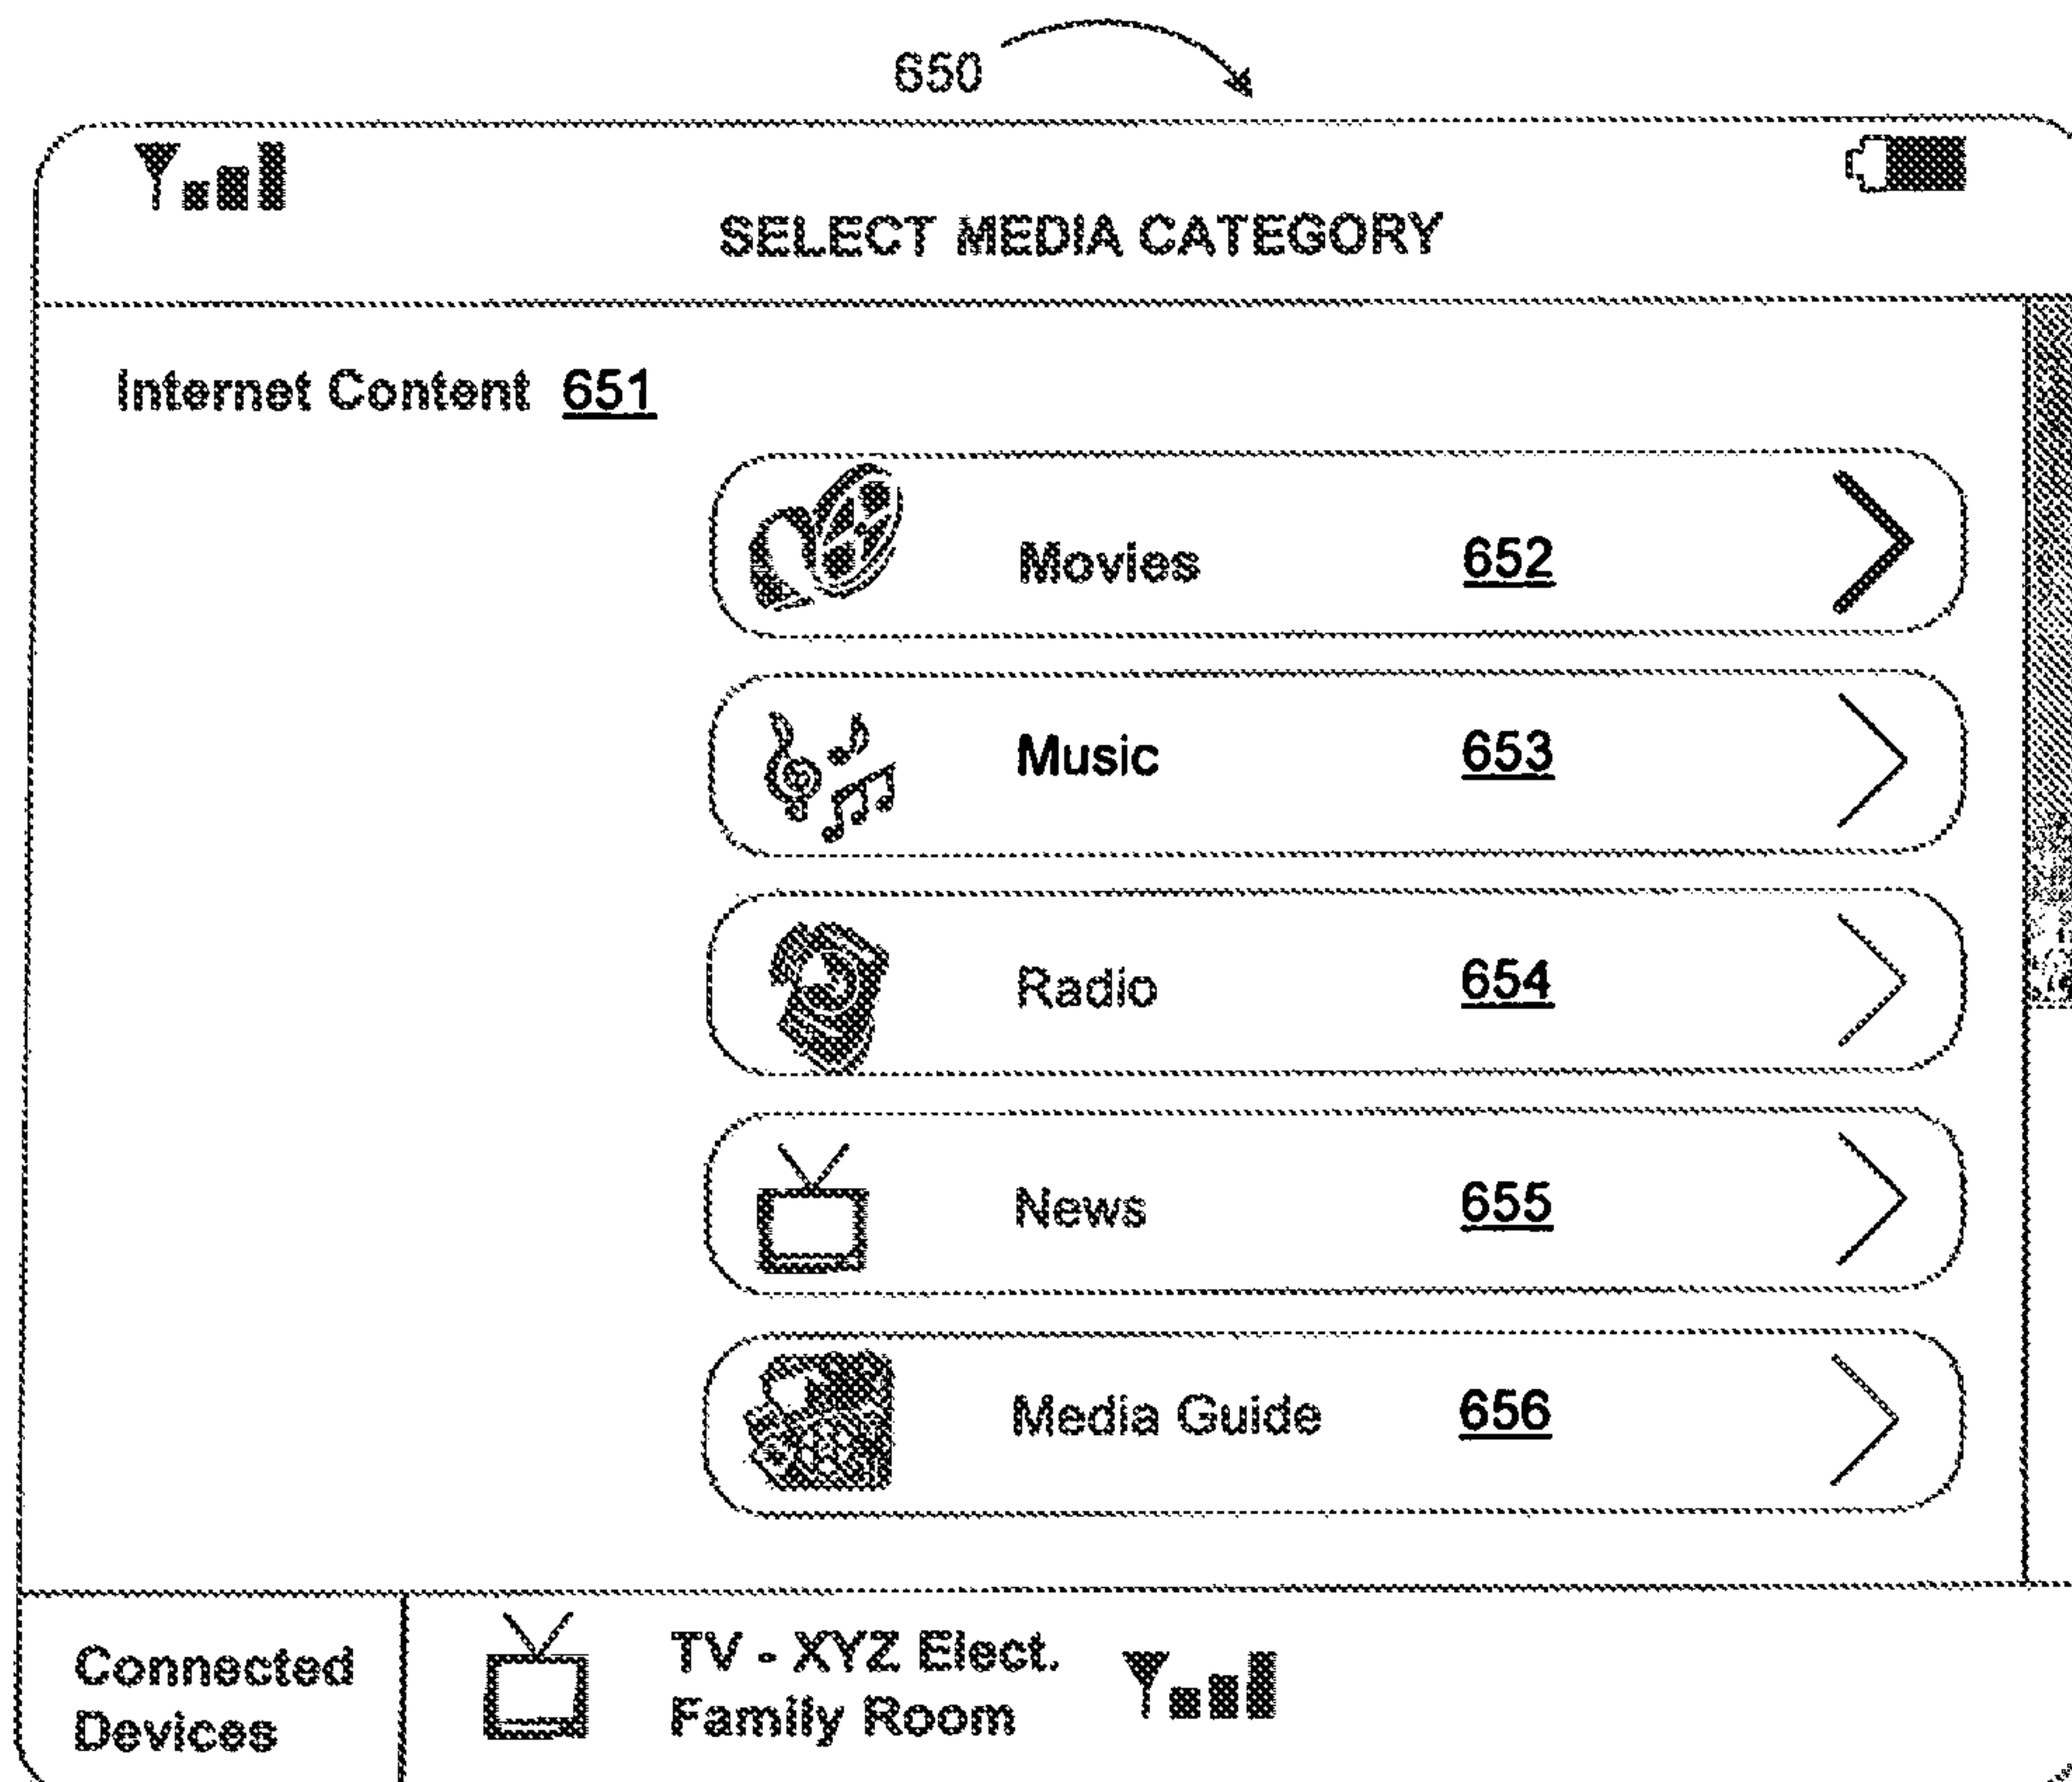 650
SELECT MEDIA CATEGORY
Internet Content 651
Movies 652
Music 653
Radio 654
News 655
Media Guide 656
Connected
Devices
TV - XYZ Elect.
Family Room